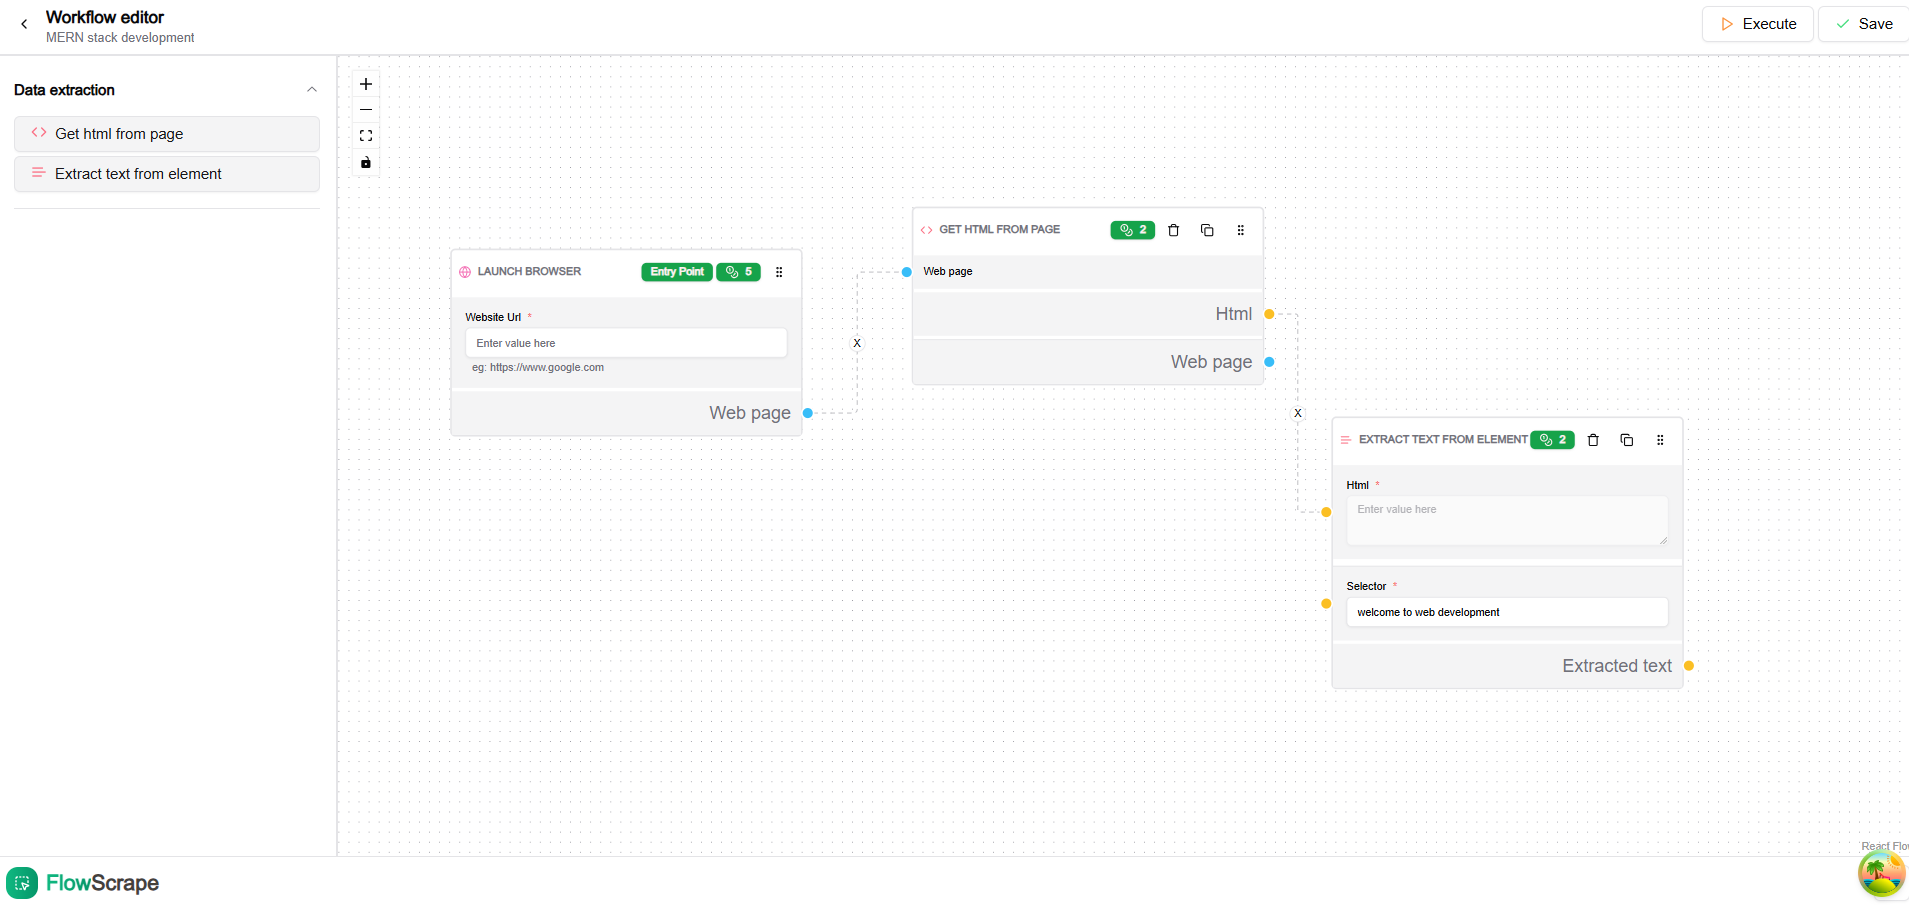 Workflow editor
MERN stack development
Execute
Save
Data extraction
Get html from page
Extract text from element
LAUNCH BROWSER
Entry Point
5
Website Url *
Enter value here
eg: https://www.google.com
Web page
X
GET HTML FROM PAGE
2
Web page
Html
Web page
X
EXTRACT TEXT FROM ELEMENT
2
Html *
Enter value here
Selector *
welcome to web development
Extracted text
React Flo
FlowScrape